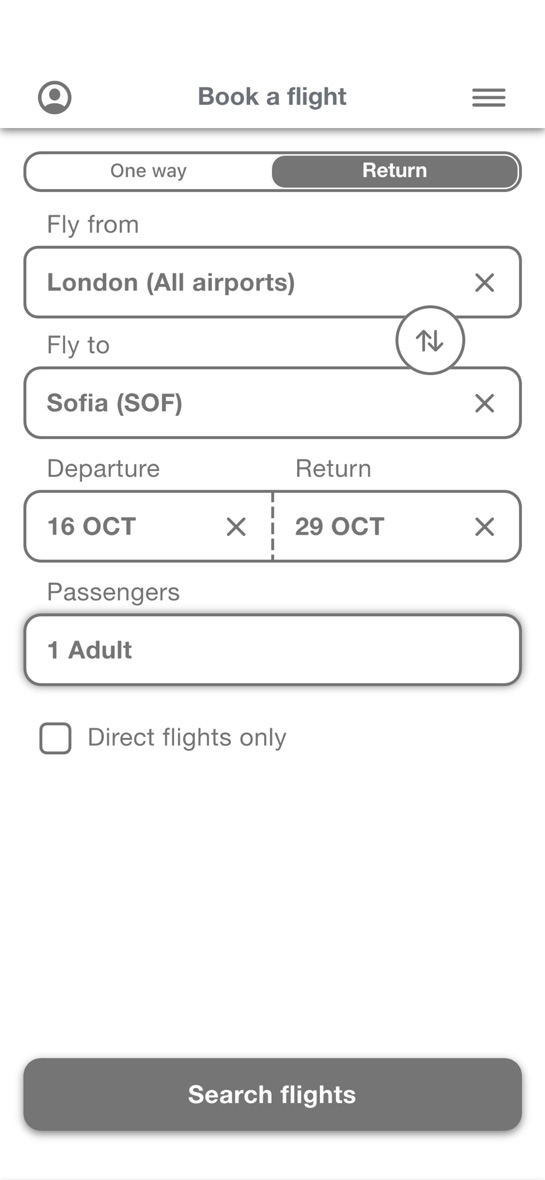 Book a flight
One way Return
Fly from
London (All airports)
Fly to
Sofia (SOF)
Departure Return
16 OCT 29 OCT
Passengers
1 Adult
Direct flights only
Search flights